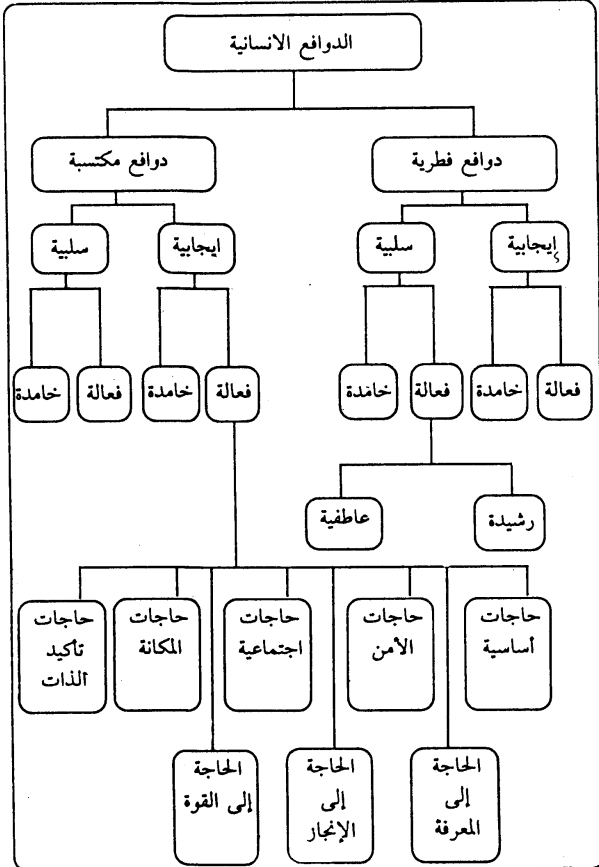 الدوافع الانسانية
دوافع فطرية
دوافع مكتسبة
إيجابية
سلبية
ايجابية
سلبية
فعالة
خامدة
فعالة
خامدة
فعالة
خامدة
فعالة
خامدة
رشيدة
عاطفية
حاجات
أساسية
حاجات
الأمن
حاجات
اجتماعية
حاجات
المكانة
حاجات
تأكيد
الذات
الحاجة
إلى
المعرفة
الحاجة
إلى
الإنجاز
الحاجة
إلى القوة